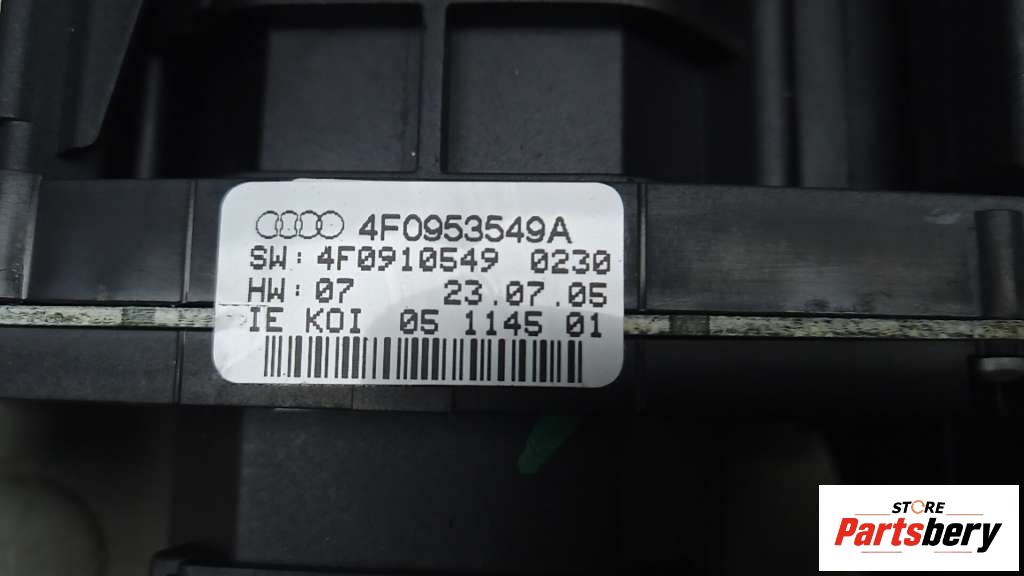 4F0953549A
SW: 4F0910549 0230
HW: 07 23.07.05
IE KOI 05 1145 01
STORE
Partsbery